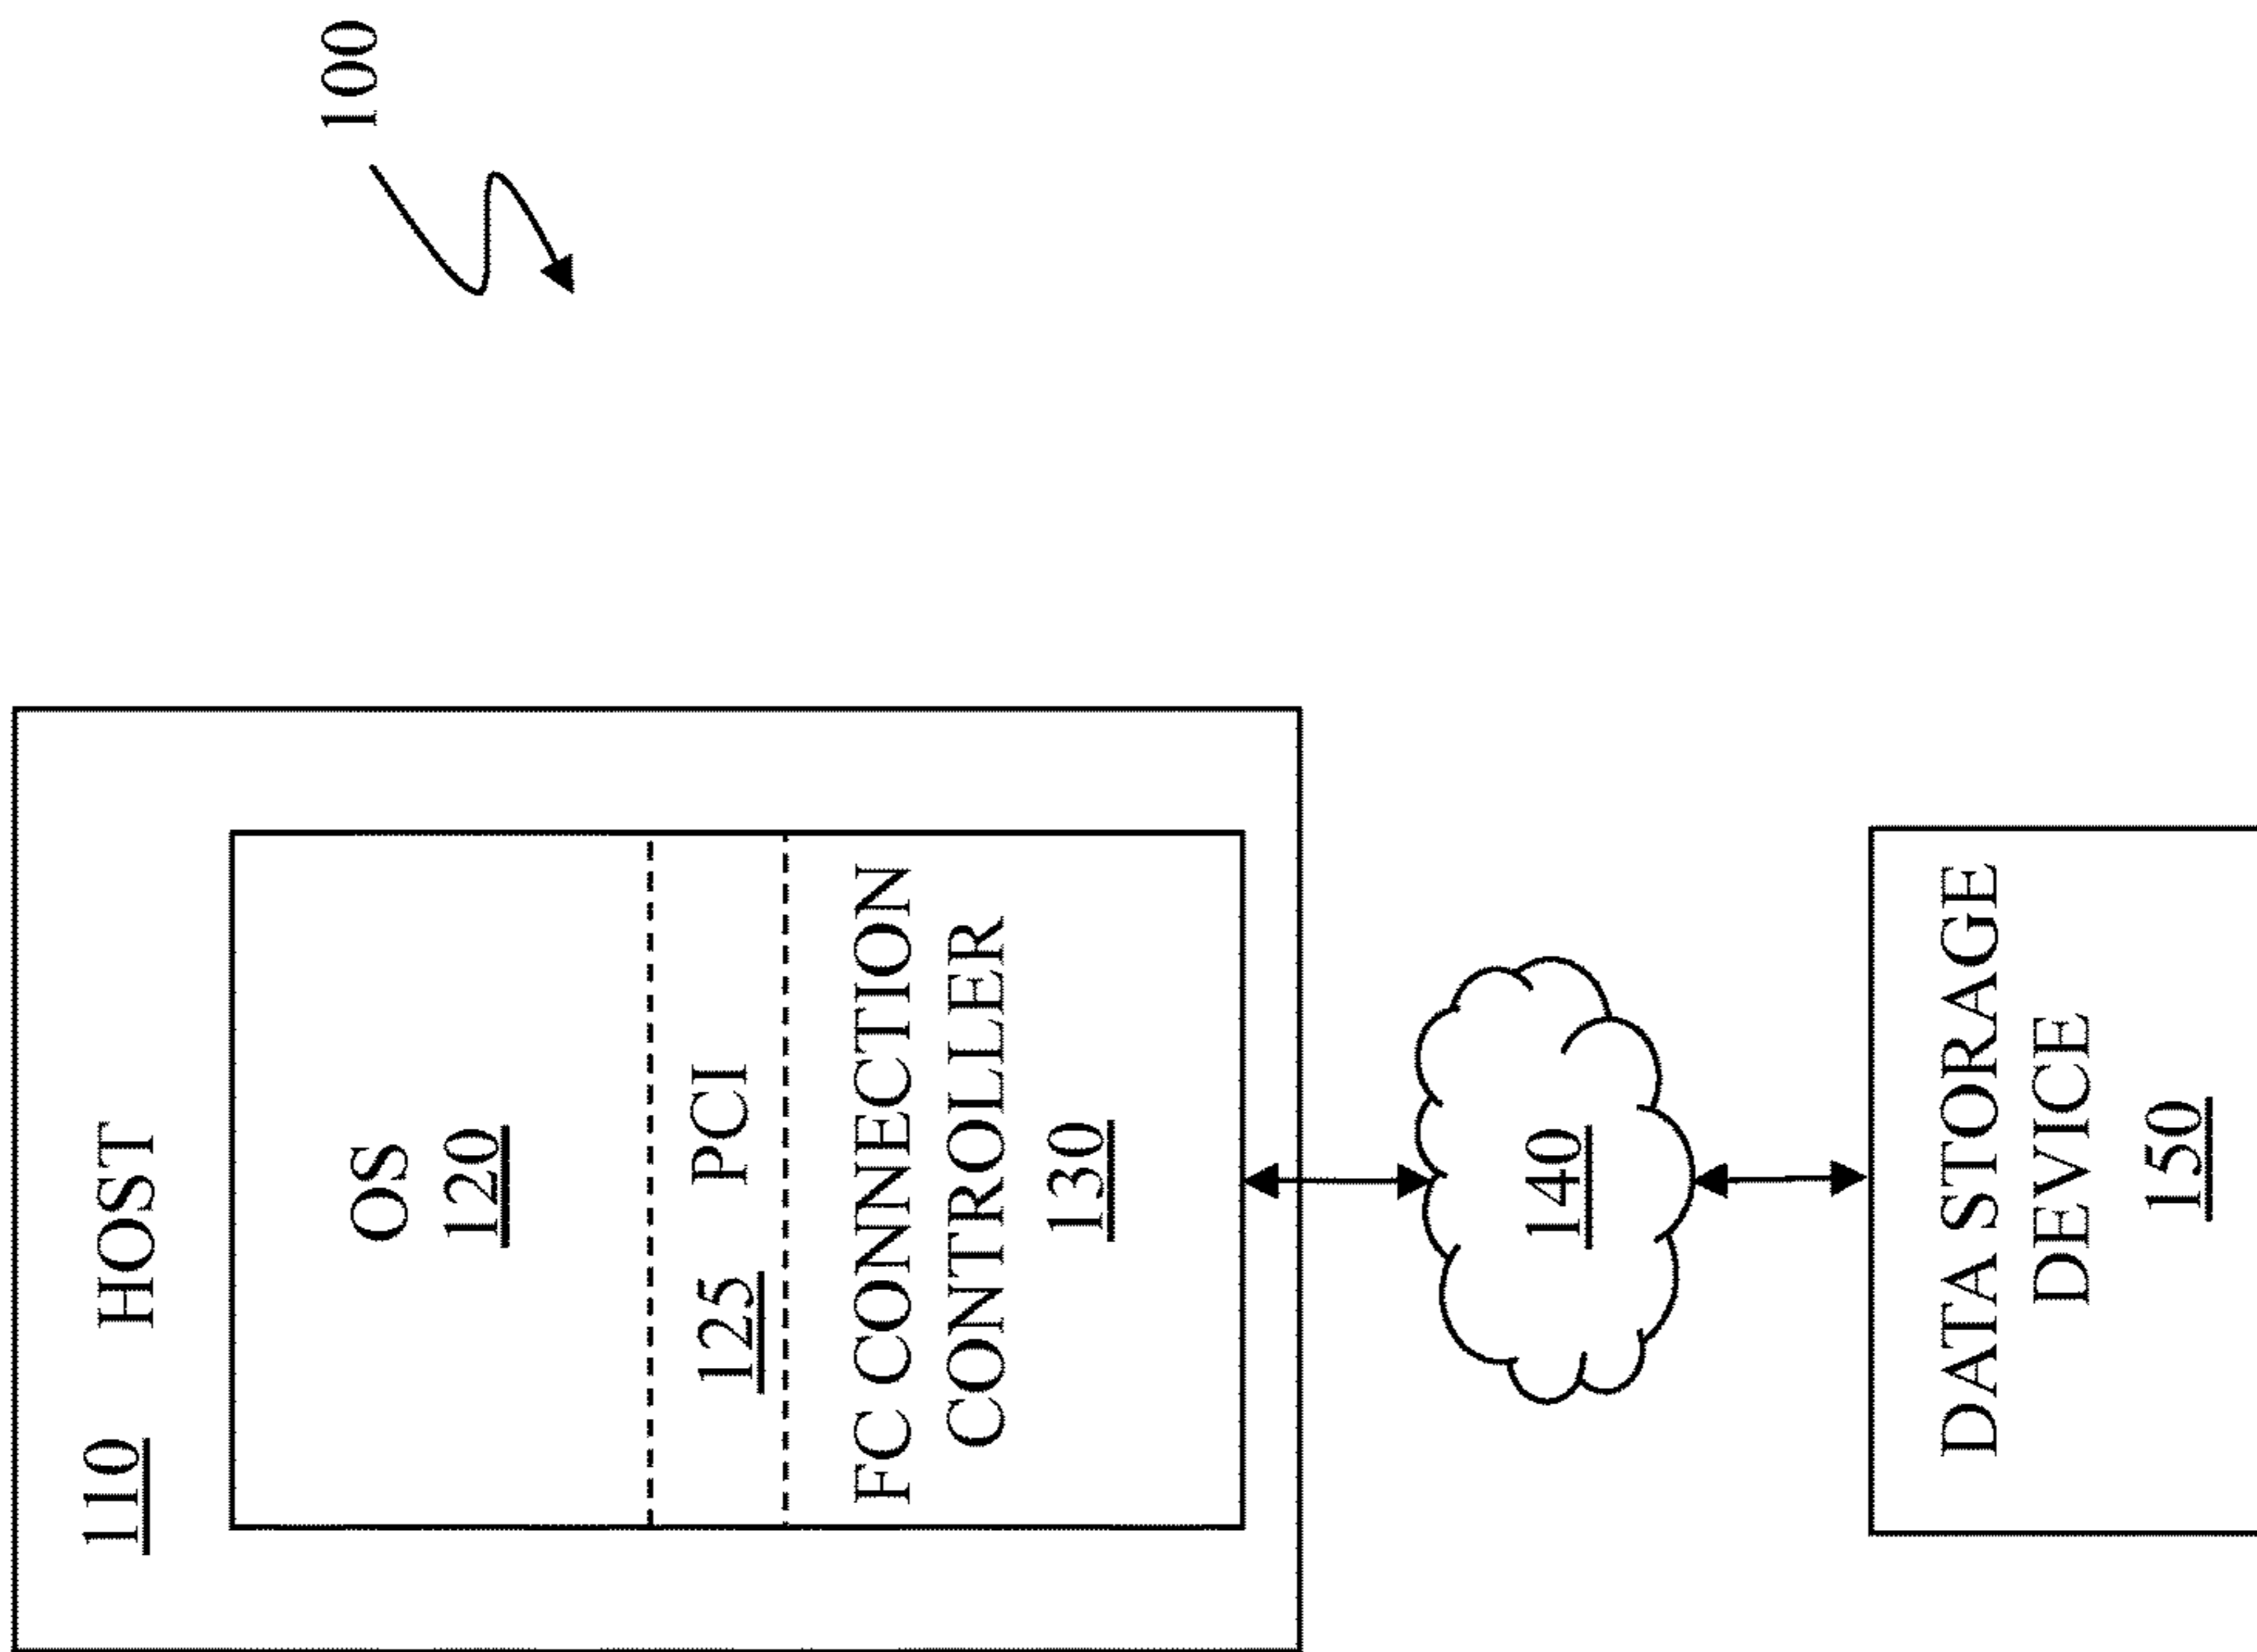 100
110 HOST
OS
120
125 PCI
FC CONNECTION
CONTROLLER
130
140
DATA STORAGE
DEVICE
150